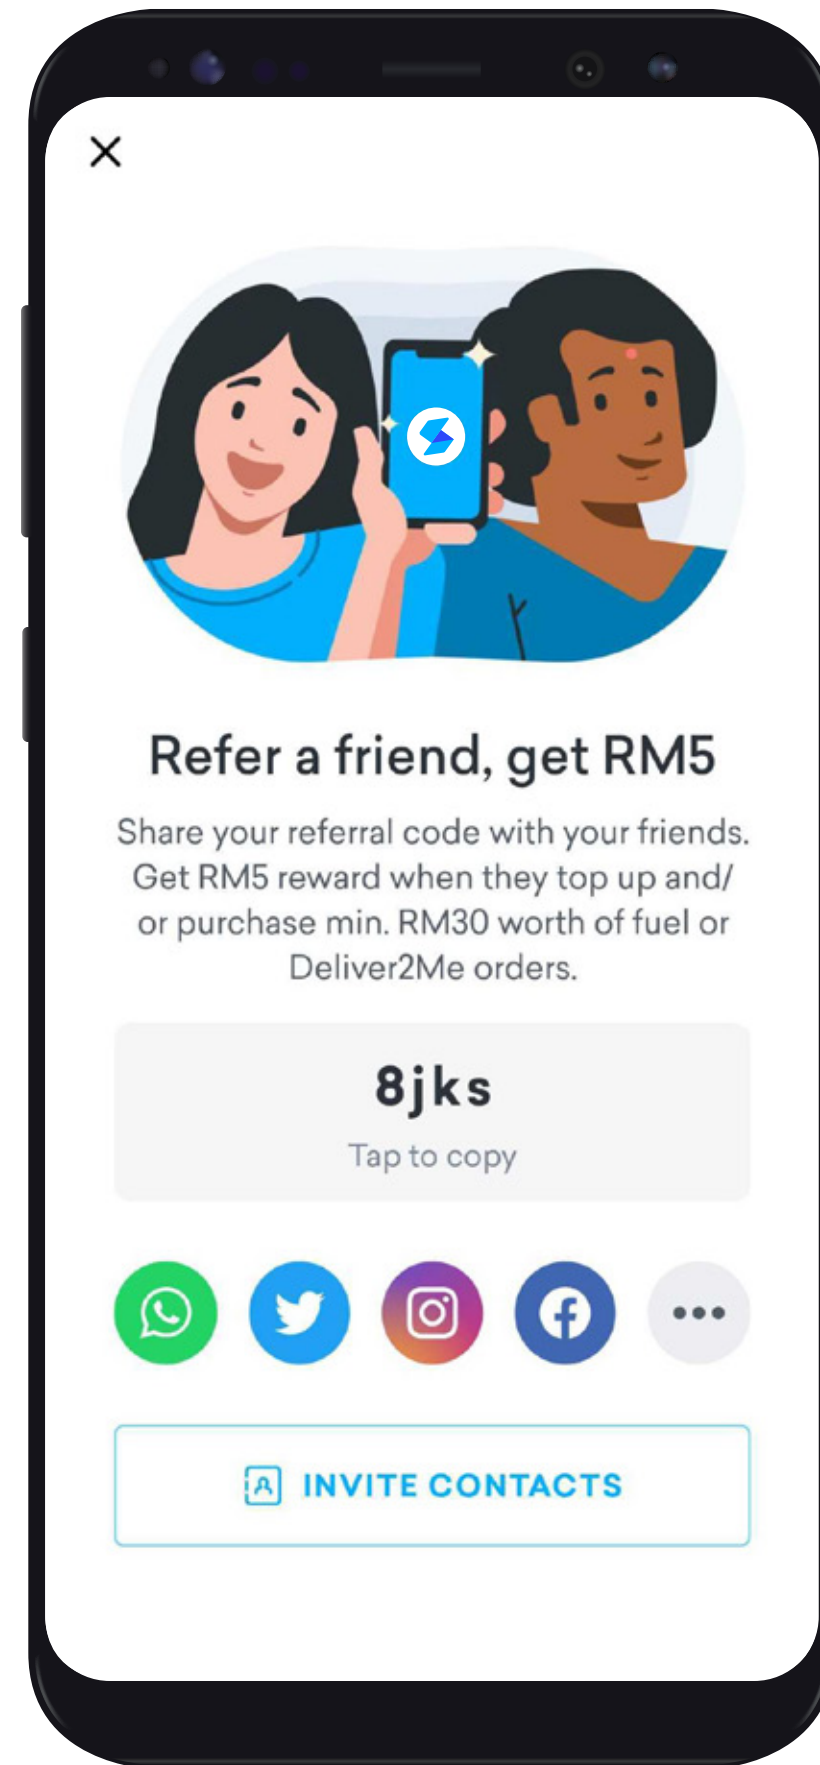 Refer a friend, get RM5
Share your referral code with your friends.
Get RM5 reward when they top up and/
or purchase min. RM30 worth of fuel or
Deliver2Me orders.
8jks
Tap to copy
INVITE CONTACTS